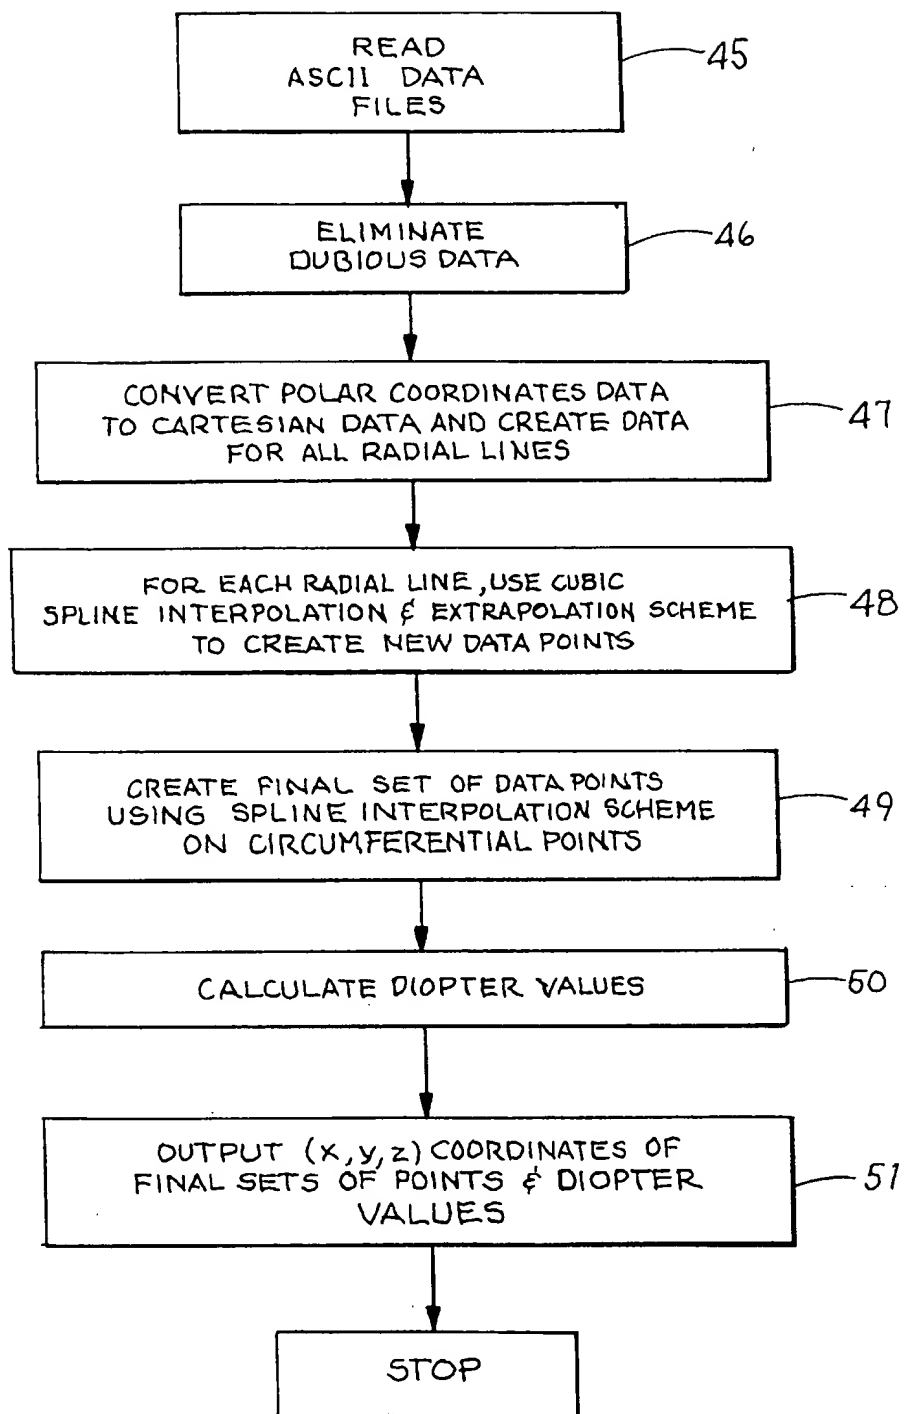 READ
ASCII DATA
FILES
45
ELIMINATE
DUBIOUS DATA
46
CONVERT POLAR COORDINATES DATA
TO CARTESIAN DATA AND CREATE DATA
FOR ALL RADIAL LINES
47
FOR EACH RADIAL LINE, USE CUBIC
SPLINE INTERPOLATION & EXTRAPOLATION SCHEME
TO CREATE NEW DATA POINTS
48
CREATE FINAL SET OF DATA POINTS
USING SPLINE INTERPOLATION SCHEME
ON CIRCUMFERENTIAL POINTS
49
CALCULATE DIOPTER VALUES
50
OUTPUT (x,y,z) COORDINATES OF
FINAL SETS OF POINTS & DIOPTER
VALUES
51
STOP